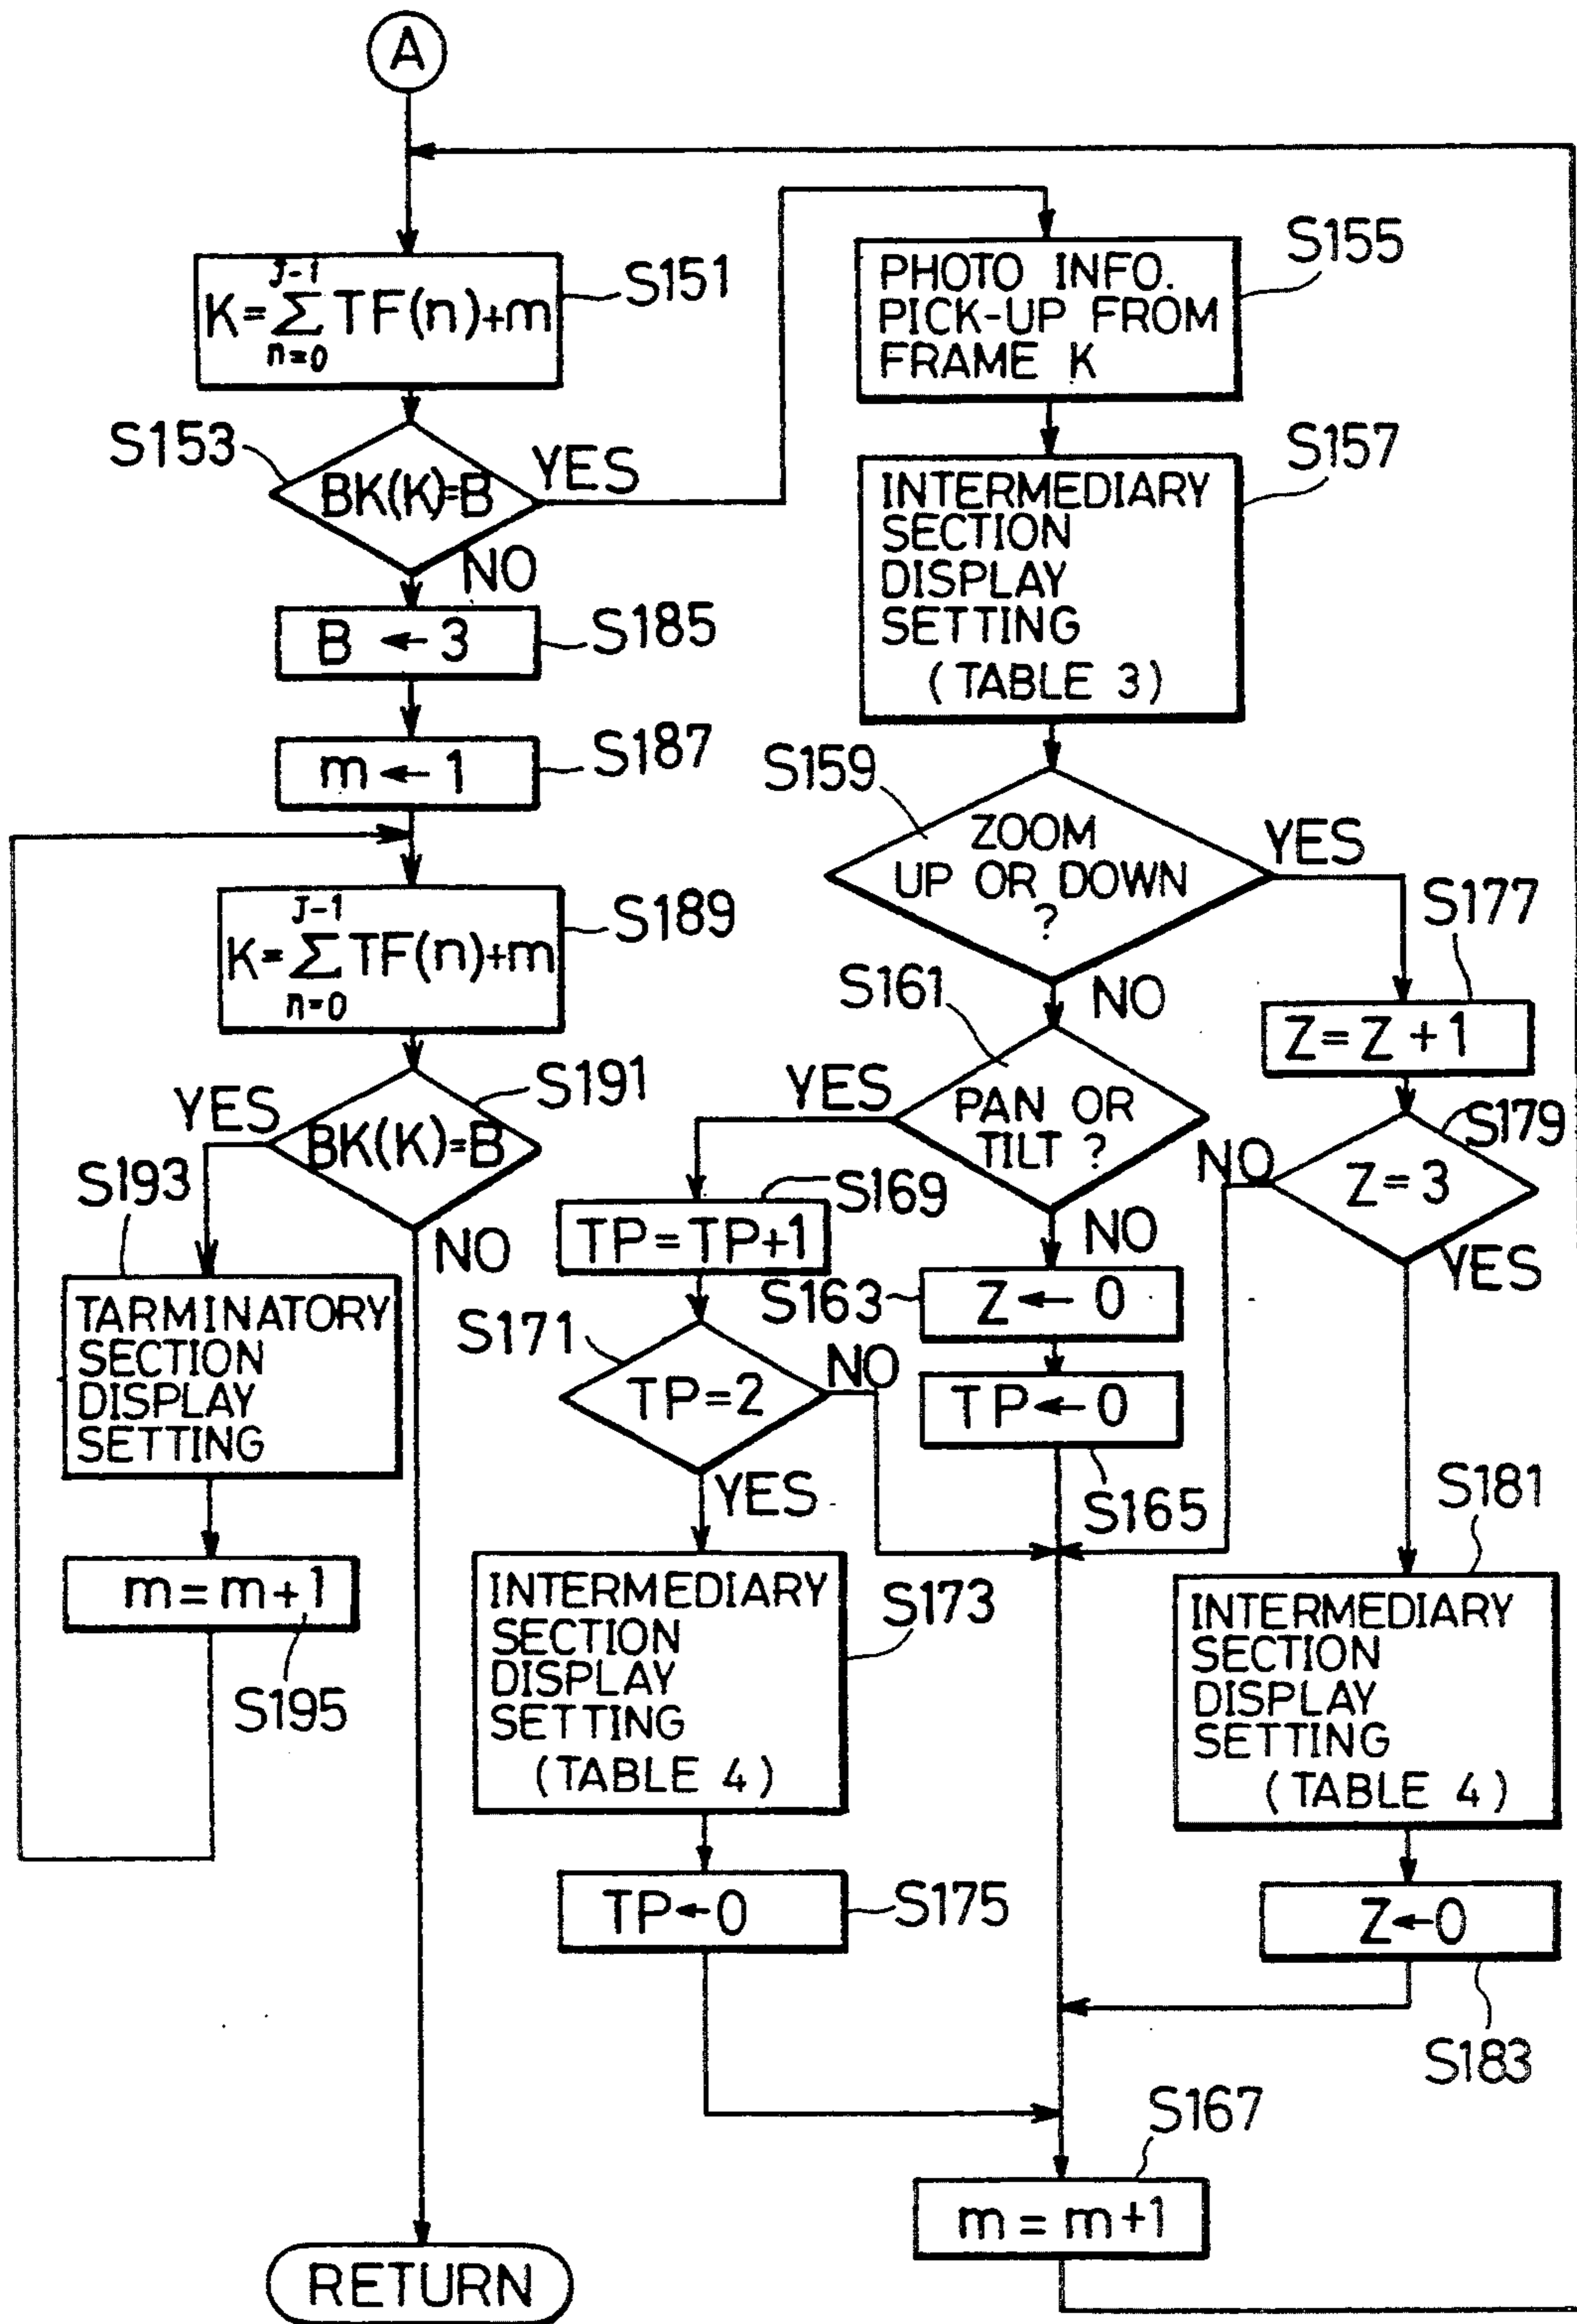 A
J-1
K=ΣTF(n)+m
n=0
S151
S153
BK(K)=B
YES
NO
B ← 3
S185
m ← 1
S187
J-1
K=ΣTF(n)+m
n=0
S189
S191
YES
BK(K)=B
NO
S193
TARMINATORY
SECTION
DISPLAY
SETTING
m=m+1
S195
RETURN
PHOTO INFO.
PICK-UP FROM
FRAME K
S155
INTERMEDIARY
SECTION
DISPLAY
SETTING
(TABLE 3)
S157
S159
ZOOM
UP OR DOWN
?
YES
NO
S161
YES
PAN OR
TILT ?
NO
S163
Z ← 0
TP ← 0
S165
TP=TP+1
S169
S171
TP=2
NO
YES
INTERMEDIARY
SECTION
DISPLAY
SETTING
(TABLE 4)
S173
TP←0
S175
S177
Z=Z+1
S179
NO
Z=3
YES
S181
INTERMEDIARY
SECTION
DISPLAY
SETTING
(TABLE 4)
Z←0
S183
S167
m=m+1